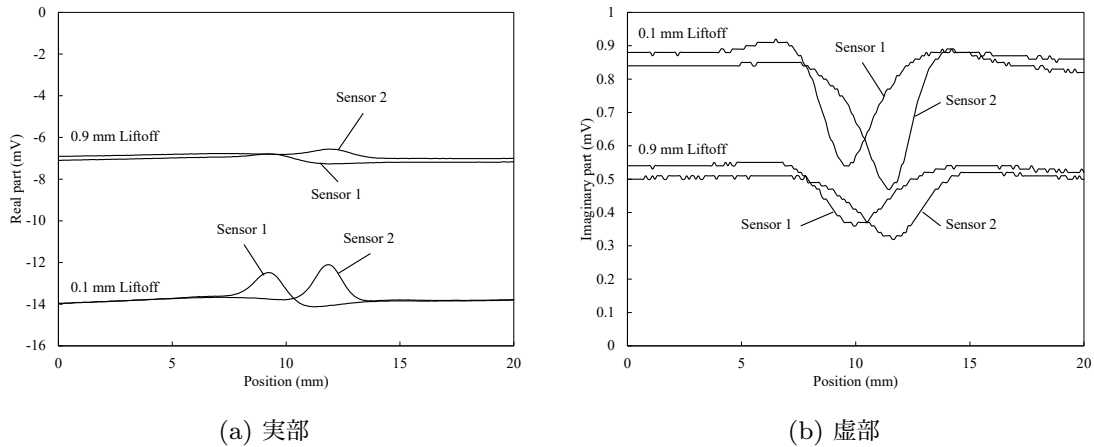 0
-2
-4
-6
-8
-10
-12
-14
-16
0
5
10
15
20
Real part (mV)
Position (mm)
Sensor 2
0.9 mm Liftoff
Sensor 1
Sensor 1
Sensor 2
0.1 mm Liftoff
(a) 実部
1
0.9
0.8
0.7
0.6
0.5
0.4
0.3
0.2
0.1
0
0
5
10
15
20
Imaginary part (mV)
Position (mm)
0.1 mm Liftoff
Sensor 1
Sensor 2
0.9 mm Liftoff
Sensor 1
Sensor 2
(b) 虚部